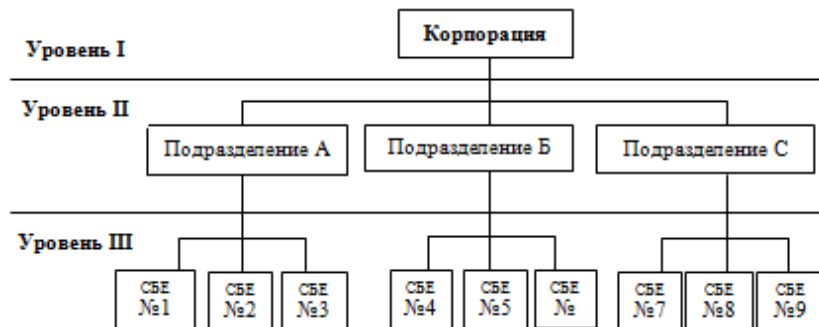 Корпорация
Уровень I
Уровень II
Подразделение А
Подразделение Б
Подразделение С
Уровень III
СБЕ
№1
СБЕ
№2
СБЕ
№3
СБЕ
№4
СБЕ
№5
СБЕ
№
СБЕ
№7
СБЕ
№8
СБЕ
№9